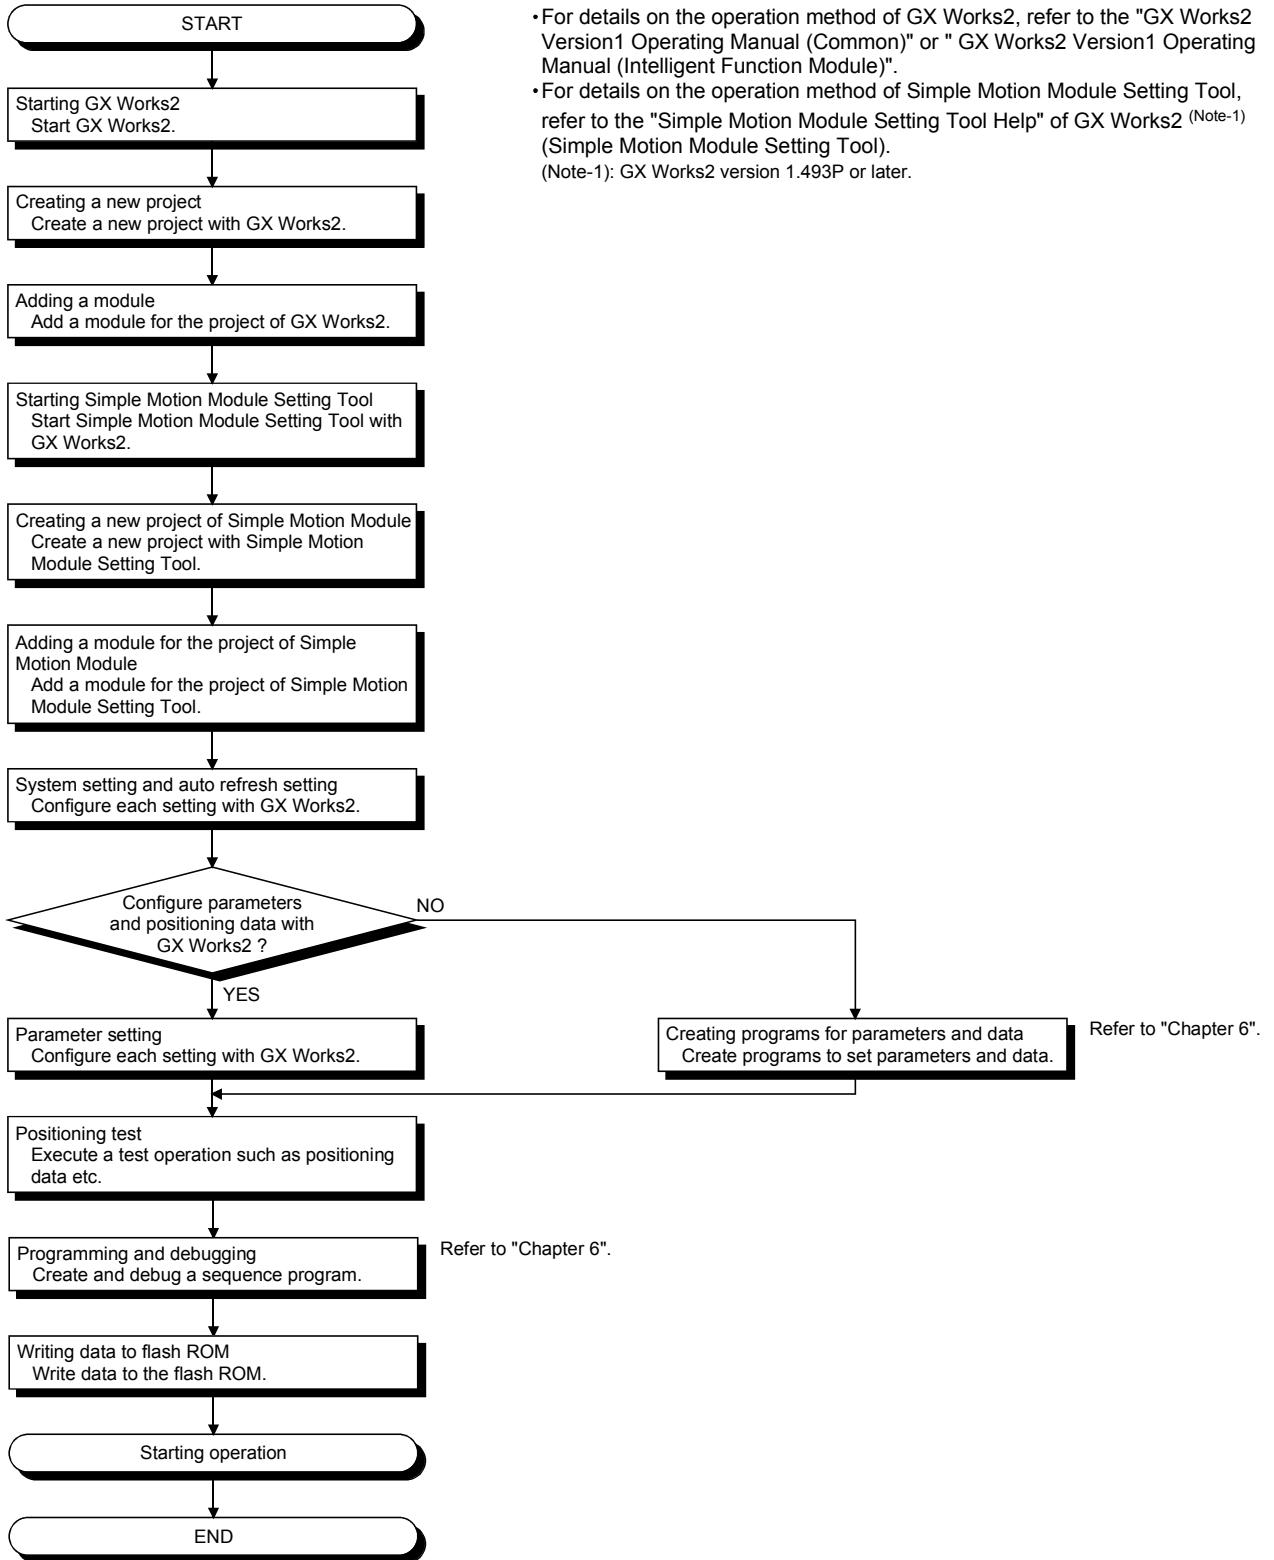 START
・For details on the operation method of GX Works2, refer to the "GX Works2
Version1 Operating Manual (Common)" or " GX Works2 Version1 Operating
Manual (Intelligent Function Module)".
・For details on the operation method of Simple Motion Module Setting Tool,
refer to the "Simple Motion Module Setting Tool Help" of GX Works2 (Note-1)
(Simple Motion Module Setting Tool).
(Note-1): GX Works2 version 1.493P or later.
Starting GX Works2
Start GX Works2.
Creating a new project
Create a new project with GX Works2.
Adding a module
Add a module for the project of GX Works2.
Starting Simple Motion Module Setting Tool
Start Simple Motion Module Setting Tool with
GX Works2.
Creating a new project of Simple Motion Module
Create a new project with Simple Motion
Module Setting Tool.
Adding a module for the project of Simple
Motion Module
Add a module for the project of Simple Motion
Module Setting Tool.
System setting and auto refresh setting
Configure each setting with GX Works2.
Configure parameters
and positioning data with
GX Works2 ?
NO
YES
Parameter setting
Configure each setting with GX Works2.
Creating programs for parameters and data
Create programs to set parameters and data.
Refer to "Chapter 6".
Positioning test
Execute a test operation such as positioning
data etc.
Programming and debugging
Create and debug a sequence program.
Refer to "Chapter 6".
Writing data to flash ROM
Write data to the flash ROM.
Starting operation
END